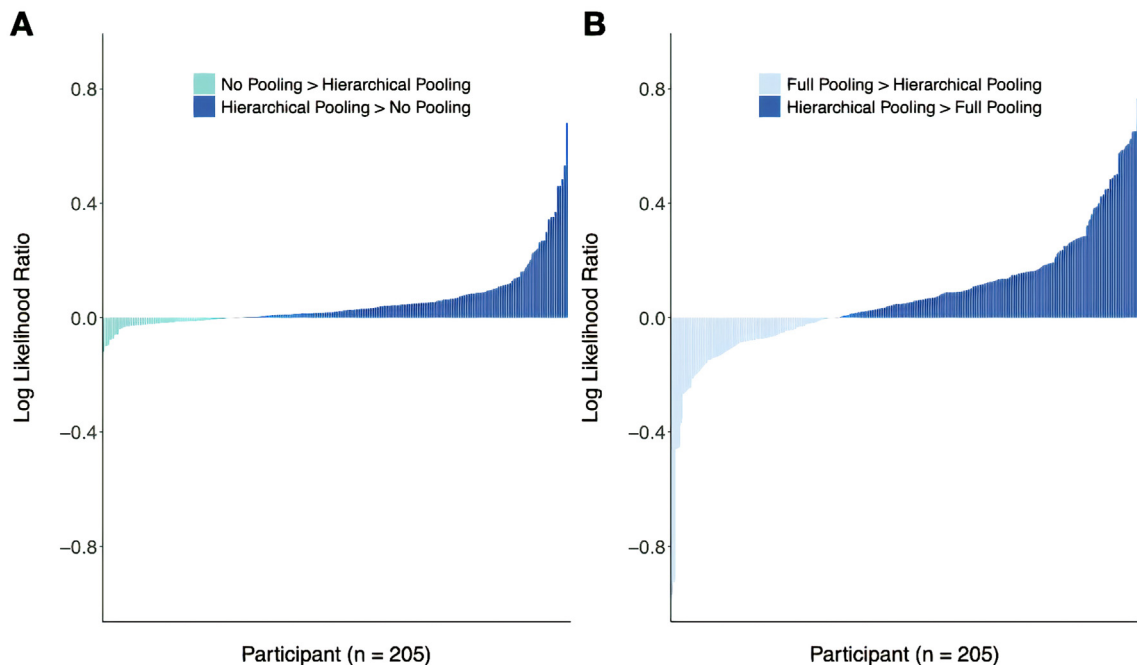 A
No Pooling > Hierarchical Pooling
Hierarchical Pooling > No Pooling
Log Likelihood Ratio
0.8
0.4
0.0
−0.4
−0.8
Participant (n = 205)
B
Full Pooling > Hierarchical Pooling
Hierarchical Pooling > Full Pooling
Log Likelihood Ratio
0.8
0.4
0.0
−0.4
−0.8
Participant (n = 205)